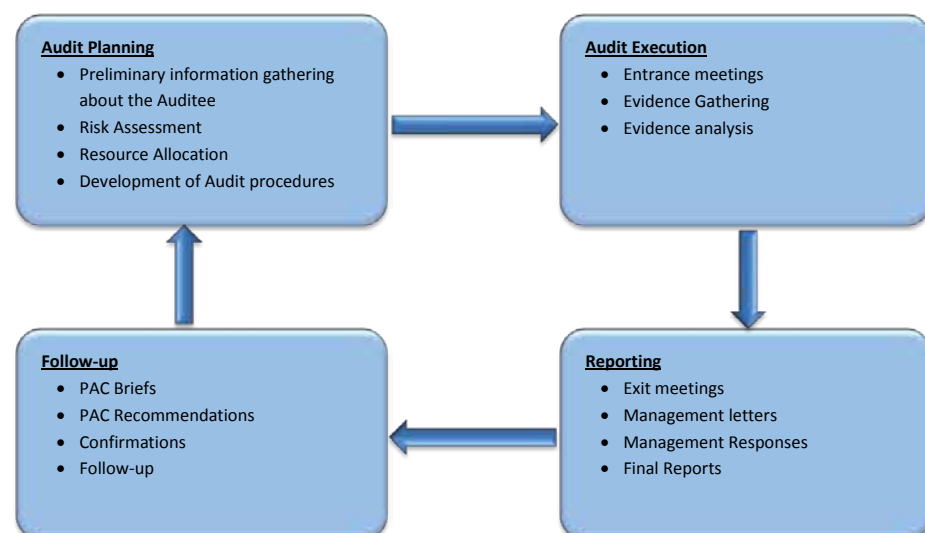 Audit Planning
• Preliminary information gathering
about the Auditee
• Risk Assessment
• Resource Allocation
• Development of Audit procedures
Audit Execution
• Entrance meetings
• Evidence Gathering
• Evidence analysis
Follow-up
• PAC Briefs
• PAC Recommendations
• Confirmations
• Follow-up
Reporting
• Exit meetings
• Management letters
• Management Responses
• Final Reports